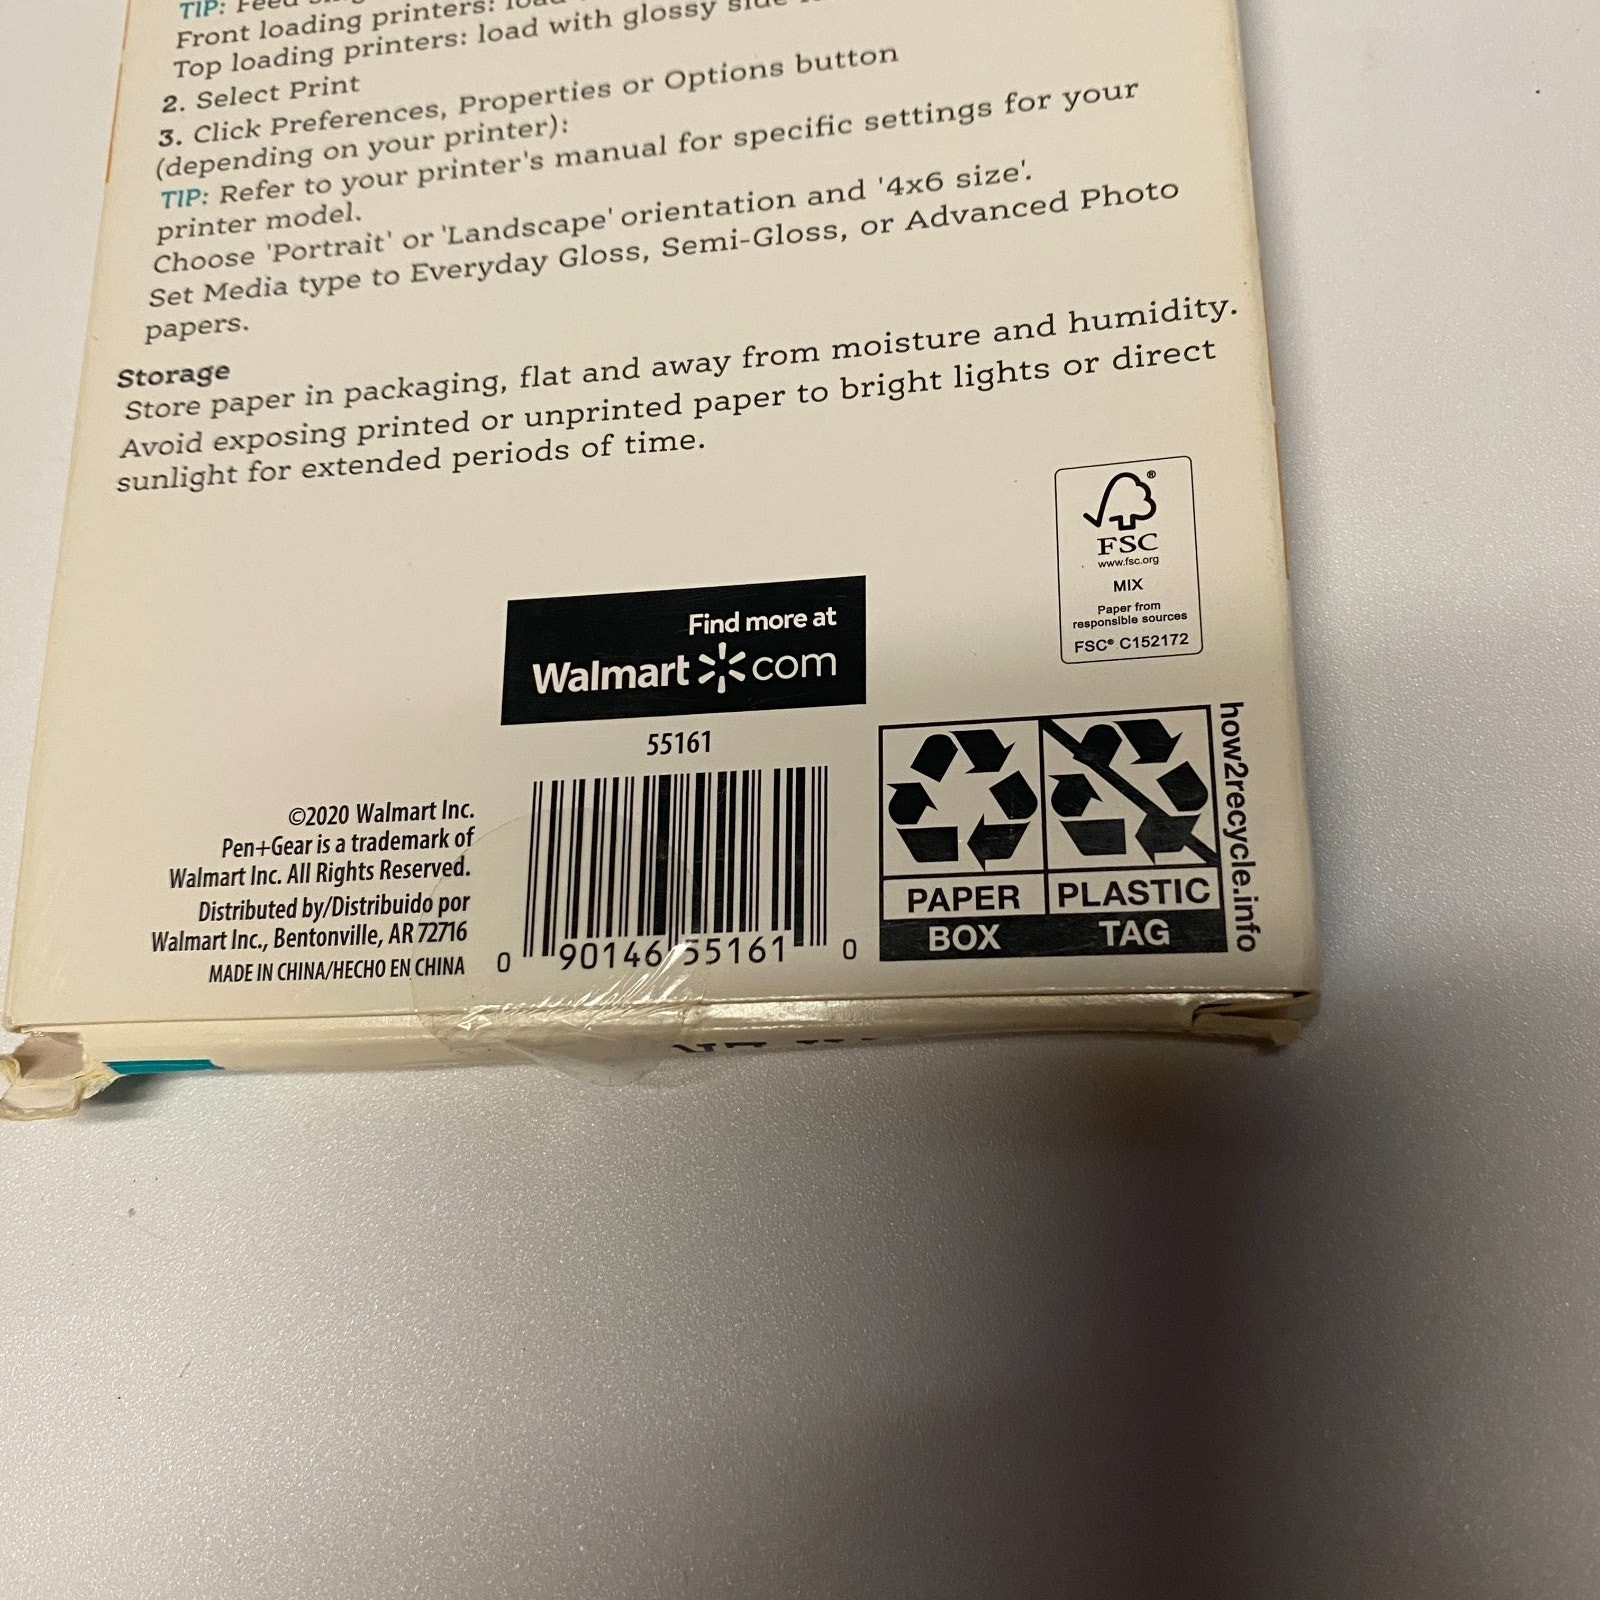 TIP: Feed
Front loading printers: load
Top loading printers: load with glossy side
2. Select Print
3. Click Preferences, Properties or Options button
(depending on your printer):
TIP: Refer to your printer's manual for specific settings for your
printer model.
Choose 'Portrait' or 'Landscape' orientation and '4x6 size'.
Set Media type to Everyday Gloss, Semi-Gloss, or Advanced Photo
papers.
Storage
Store paper in packaging, flat and away from moisture and humidity.
Avoid exposing printed or unprinted paper to bright lights or direct
sunlight for extended periods of time.
®
FSC
www.fsc.org
MIX
Paper from
responsible sources
FSC® C152172
Find more at
Walmart com
55161
©2020 Walmart Inc.
Pen+Gear is a trademark of
Walmart Inc. All Rights Reserved.
Distributed by/Distribuido por
Walmart Inc., Bentonville, AR 72716
MADE IN CHINA/HECHO EN CHINA
0 90146 55161 0
PAPER PLASTIC
BOX TAG
how2recycle.info